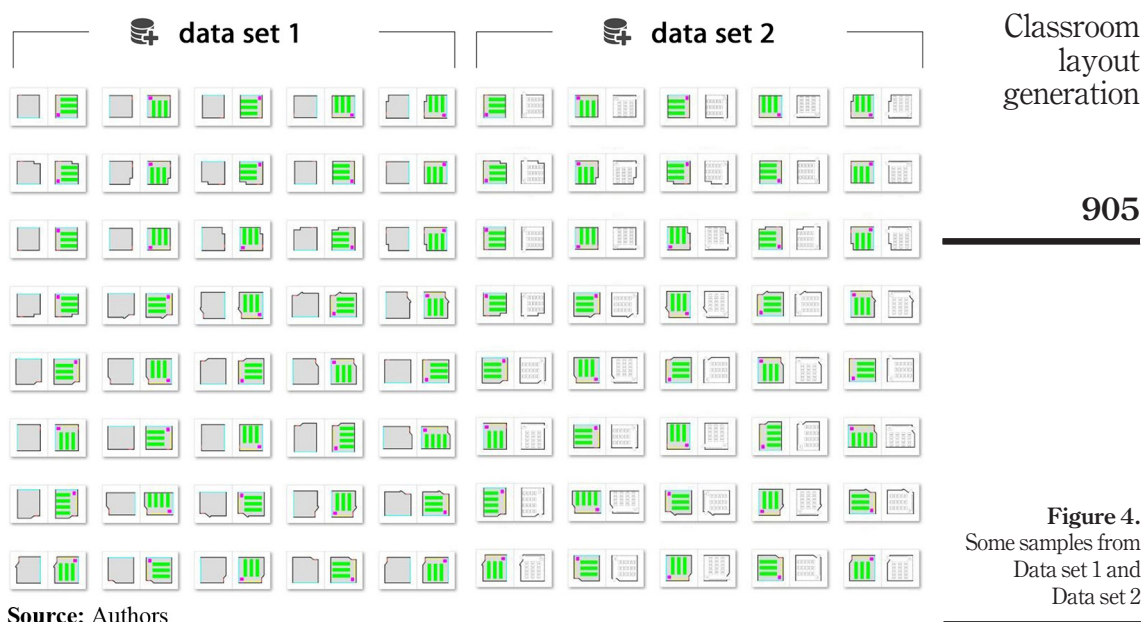 data set 1
data set 2
Classroom
layout
generation
905
Figure 4.
Some samples from
Data set 1 and
Data set 2
Source: Authors